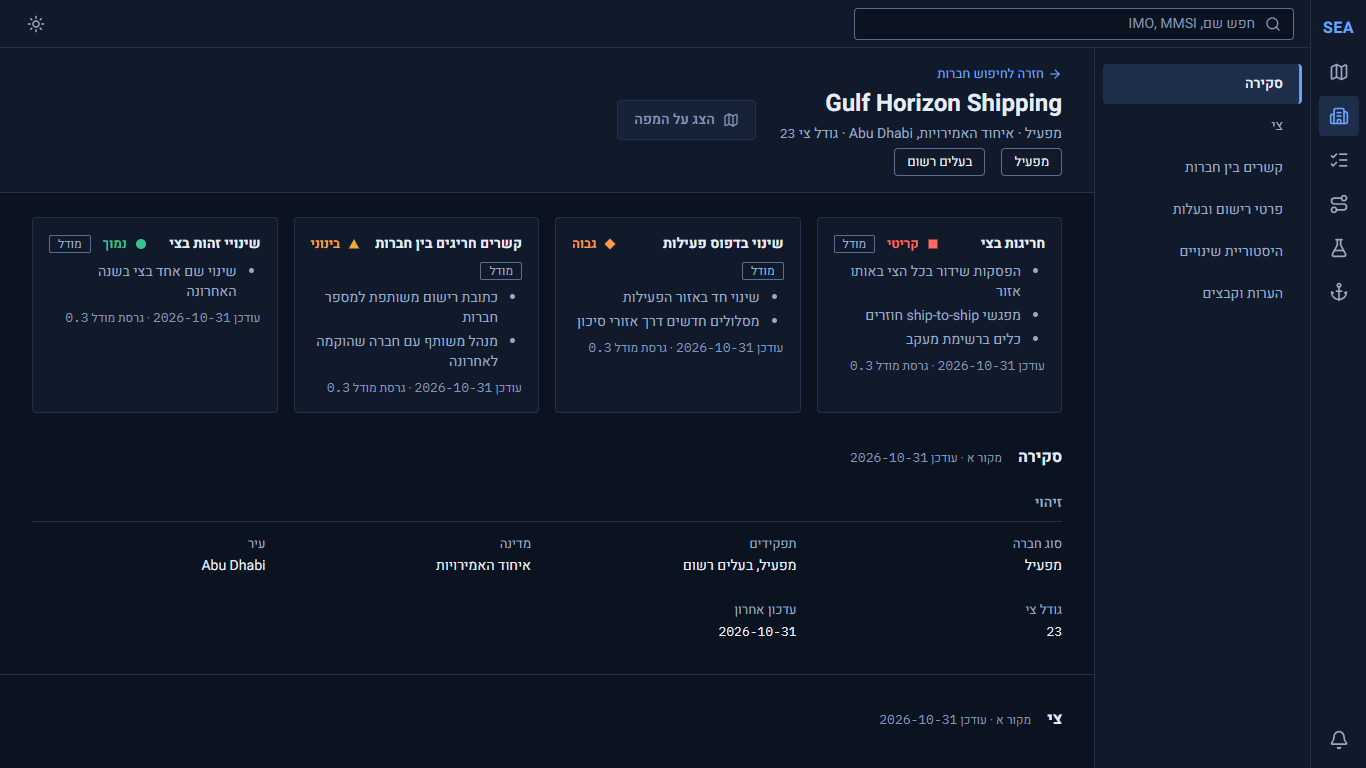 SEA
חפש שם, IMO, MMSI
סקירה
צי
קשרים בין חברות
פרטי רישום ובעלות
היסטוריית שינויים
הערות וקבצים
חזרה לחיפוש חברות
Gulf Horizon Shipping
מפעיל · איחוד האמירויות, Abu Dhabi · גודל צי 23
מפעיל
בעלים רשום
הצג על המפה
חריגות בצי
קריטי
מודל
הפסקות שידור בכל הצי באותו
אזור
מפגשי ship-to-ship חוזרים
כלים ברשימת מעקב
עודכן 2026-10-31 · גרסת מודל 0.3
שינוי בדפוס פעילות
גבוה
מודל
שינוי חד באזור הפעילות
מסלולים חדשים דרך אזורי סיכון
עודכן 2026-10-31 · גרסת מודל 0.3
קשרים חריגים בין חברות
בינוני
מודל
כתובת רישום משותפת למספר
חברות
מנהל משותף עם חברה שהוקמה
לאחרונה
עודכן 2026-10-31 · גרסת מודל 0.3
שינויי זהות בצי
נמוך
מודל
שינוי שם אחד בצי בשנה
האחרונה
עודכן 2026-10-31 · גרסת מודל 0.3
סקירה
מקור א · עודכן 2026-10-31
זיהוי
סוג חברה
מפעיל
תפקידים
מפעיל, בעלים רשום
מדינה
איחוד האמירויות
עיר
Abu Dhabi
גודל צי
23
עדכון אחרון
2026-10-31
צי
מקור א · עודכן 2026-10-31